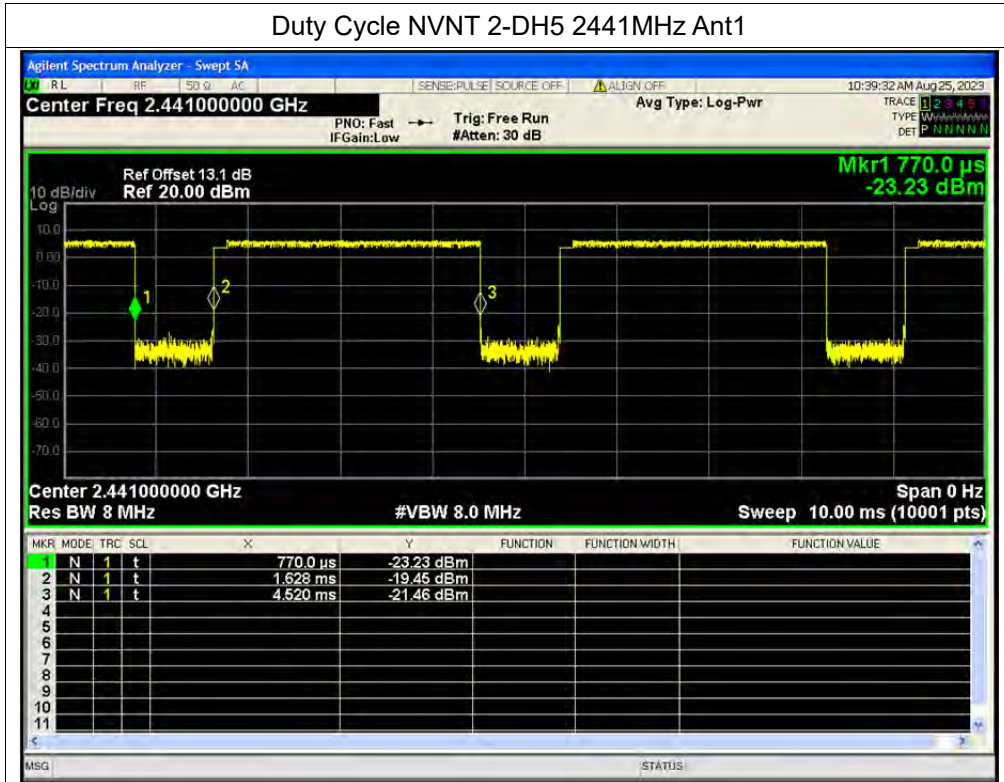 Duty Cycle NVNT 2-DH5 2441MHz Ant1
Agilent Spectrum Analyzer - Swept SA
RL RF 50 Ω AC SENSE:PULSE SOURCE OFF ALIGN OFF 10:39:32 AM Aug 25, 2023
Center Freq 2.441000000 GHz Avg Type: Log-Pwr TRACE 1 2 3 4 5
PNO: Fast Trig: Free Run TYPE W
IFGain:Low #Atten: 30 dB DET P N N N N N
Mkr1 770.0 µs
Ref Offset 13.1 dB
10 dB/div Ref 20.00 dBm -23.23 dBm
Log
10.0
0.00
-10.0
-20.0
-30.0
-40.0
-50.0
-60.0
-70.0
1
2
3
Center 2.441000000 GHz Span 0 Hz
Res BW 8 MHz #VBW 8.0 MHz Sweep 10.00 ms (10001 pts)
MKR MODE TRC SCL X Y FUNCTION FUNCTION WIDTH FUNCTION VALUE
1 N 1 t 770.0 µs -23.23 dBm
2 N 1 t 1.628 ms -19.45 dBm
3 N 1 t 4.520 ms -21.46 dBm
4
5
6
7
8
9
10
11
MSG STATUS